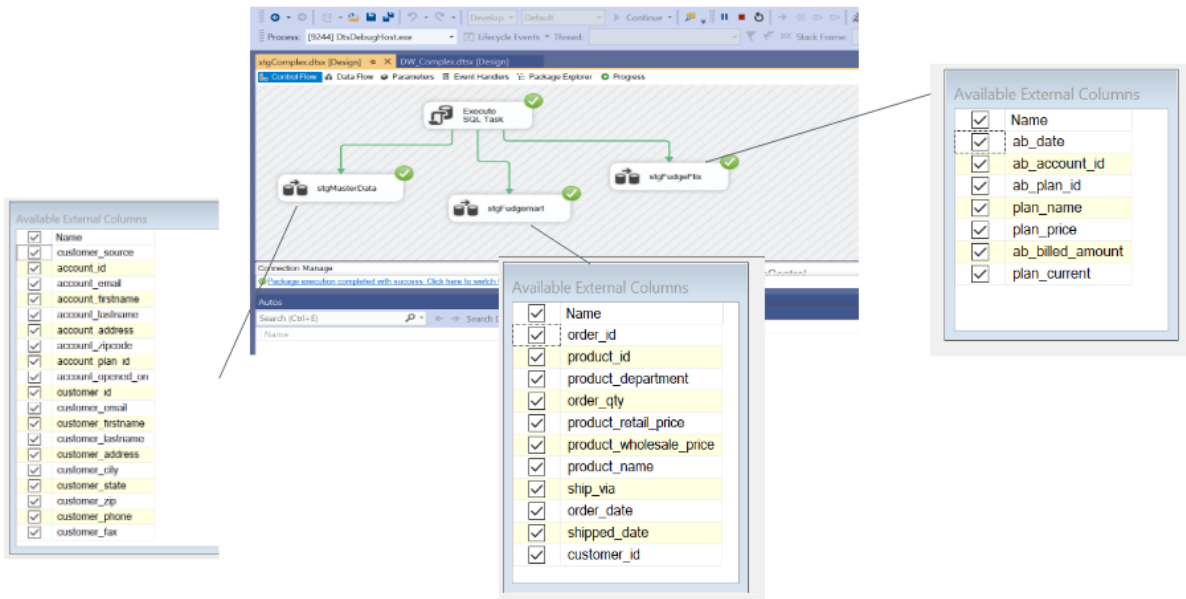 Develop
Default
Continue
Process: [9244] DtsDebugHost.exe
Lifecycle Events
Thread:
Stack Frame:
stgComplex.dtsx [Design]
DW_Complex.dtsx [Design]
Control Flow
Data Flow
Parameters
Event Handlers
Package Explorer
Progress
Execute
SQL Task
stgMasterData
stgFudgemart
stgFudgeFlix
Connection Manage
Package execution completed with success. Click here to switch
Autos
Search (Ctrl+E)
Name
Available External Columns
Name
customer_source
account_id
account_email
account_firstname
account_lastname
account_address
account_zipcode
account_plan_id
account_opened_on
customer_id
customer_email
customer_firstname
customer_lastname
customer_address
customer_city
customer_state
customer_zip
customer_phone
customer_fax
Available External Columns
Name
order_id
product_id
product_department
order_qty
product_retail_price
product_wholesale_price
product_name
ship_via
order_date
shipped_date
customer_id
Available External Columns
Name
ab_date
ab_account_id
ab_plan_id
plan_name
plan_price
ab_billed_amount
plan_current